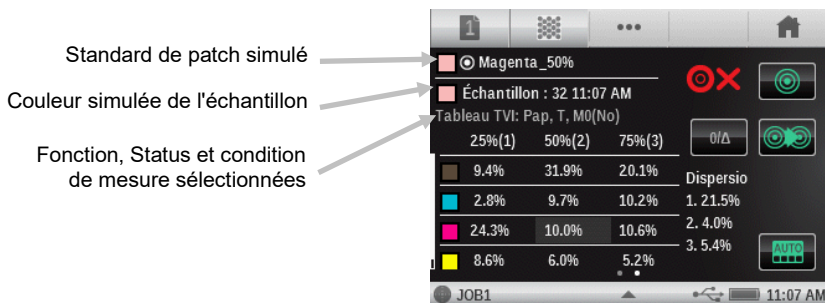 Standard de patch simulé
Couleur simulée de l'échantillon
Fonction, Status et condition
de mesure sélectionnées
1
Magenta_50%
Échantillon : 32 11:07 AM
Tableau TVI: Pap, T, M0(No)
25%(1) 50%(2) 75%(3)
9.4% 31.9% 20.1%
2.8% 9.7% 10.2%
24.3% 10.0% 10.6%
8.6% 6.0% 5.2%
0/Δ
Dispersio
1. 21.5%
2. 4.0%
3. 5.4%
AUTO
JOB1 11:07 AM